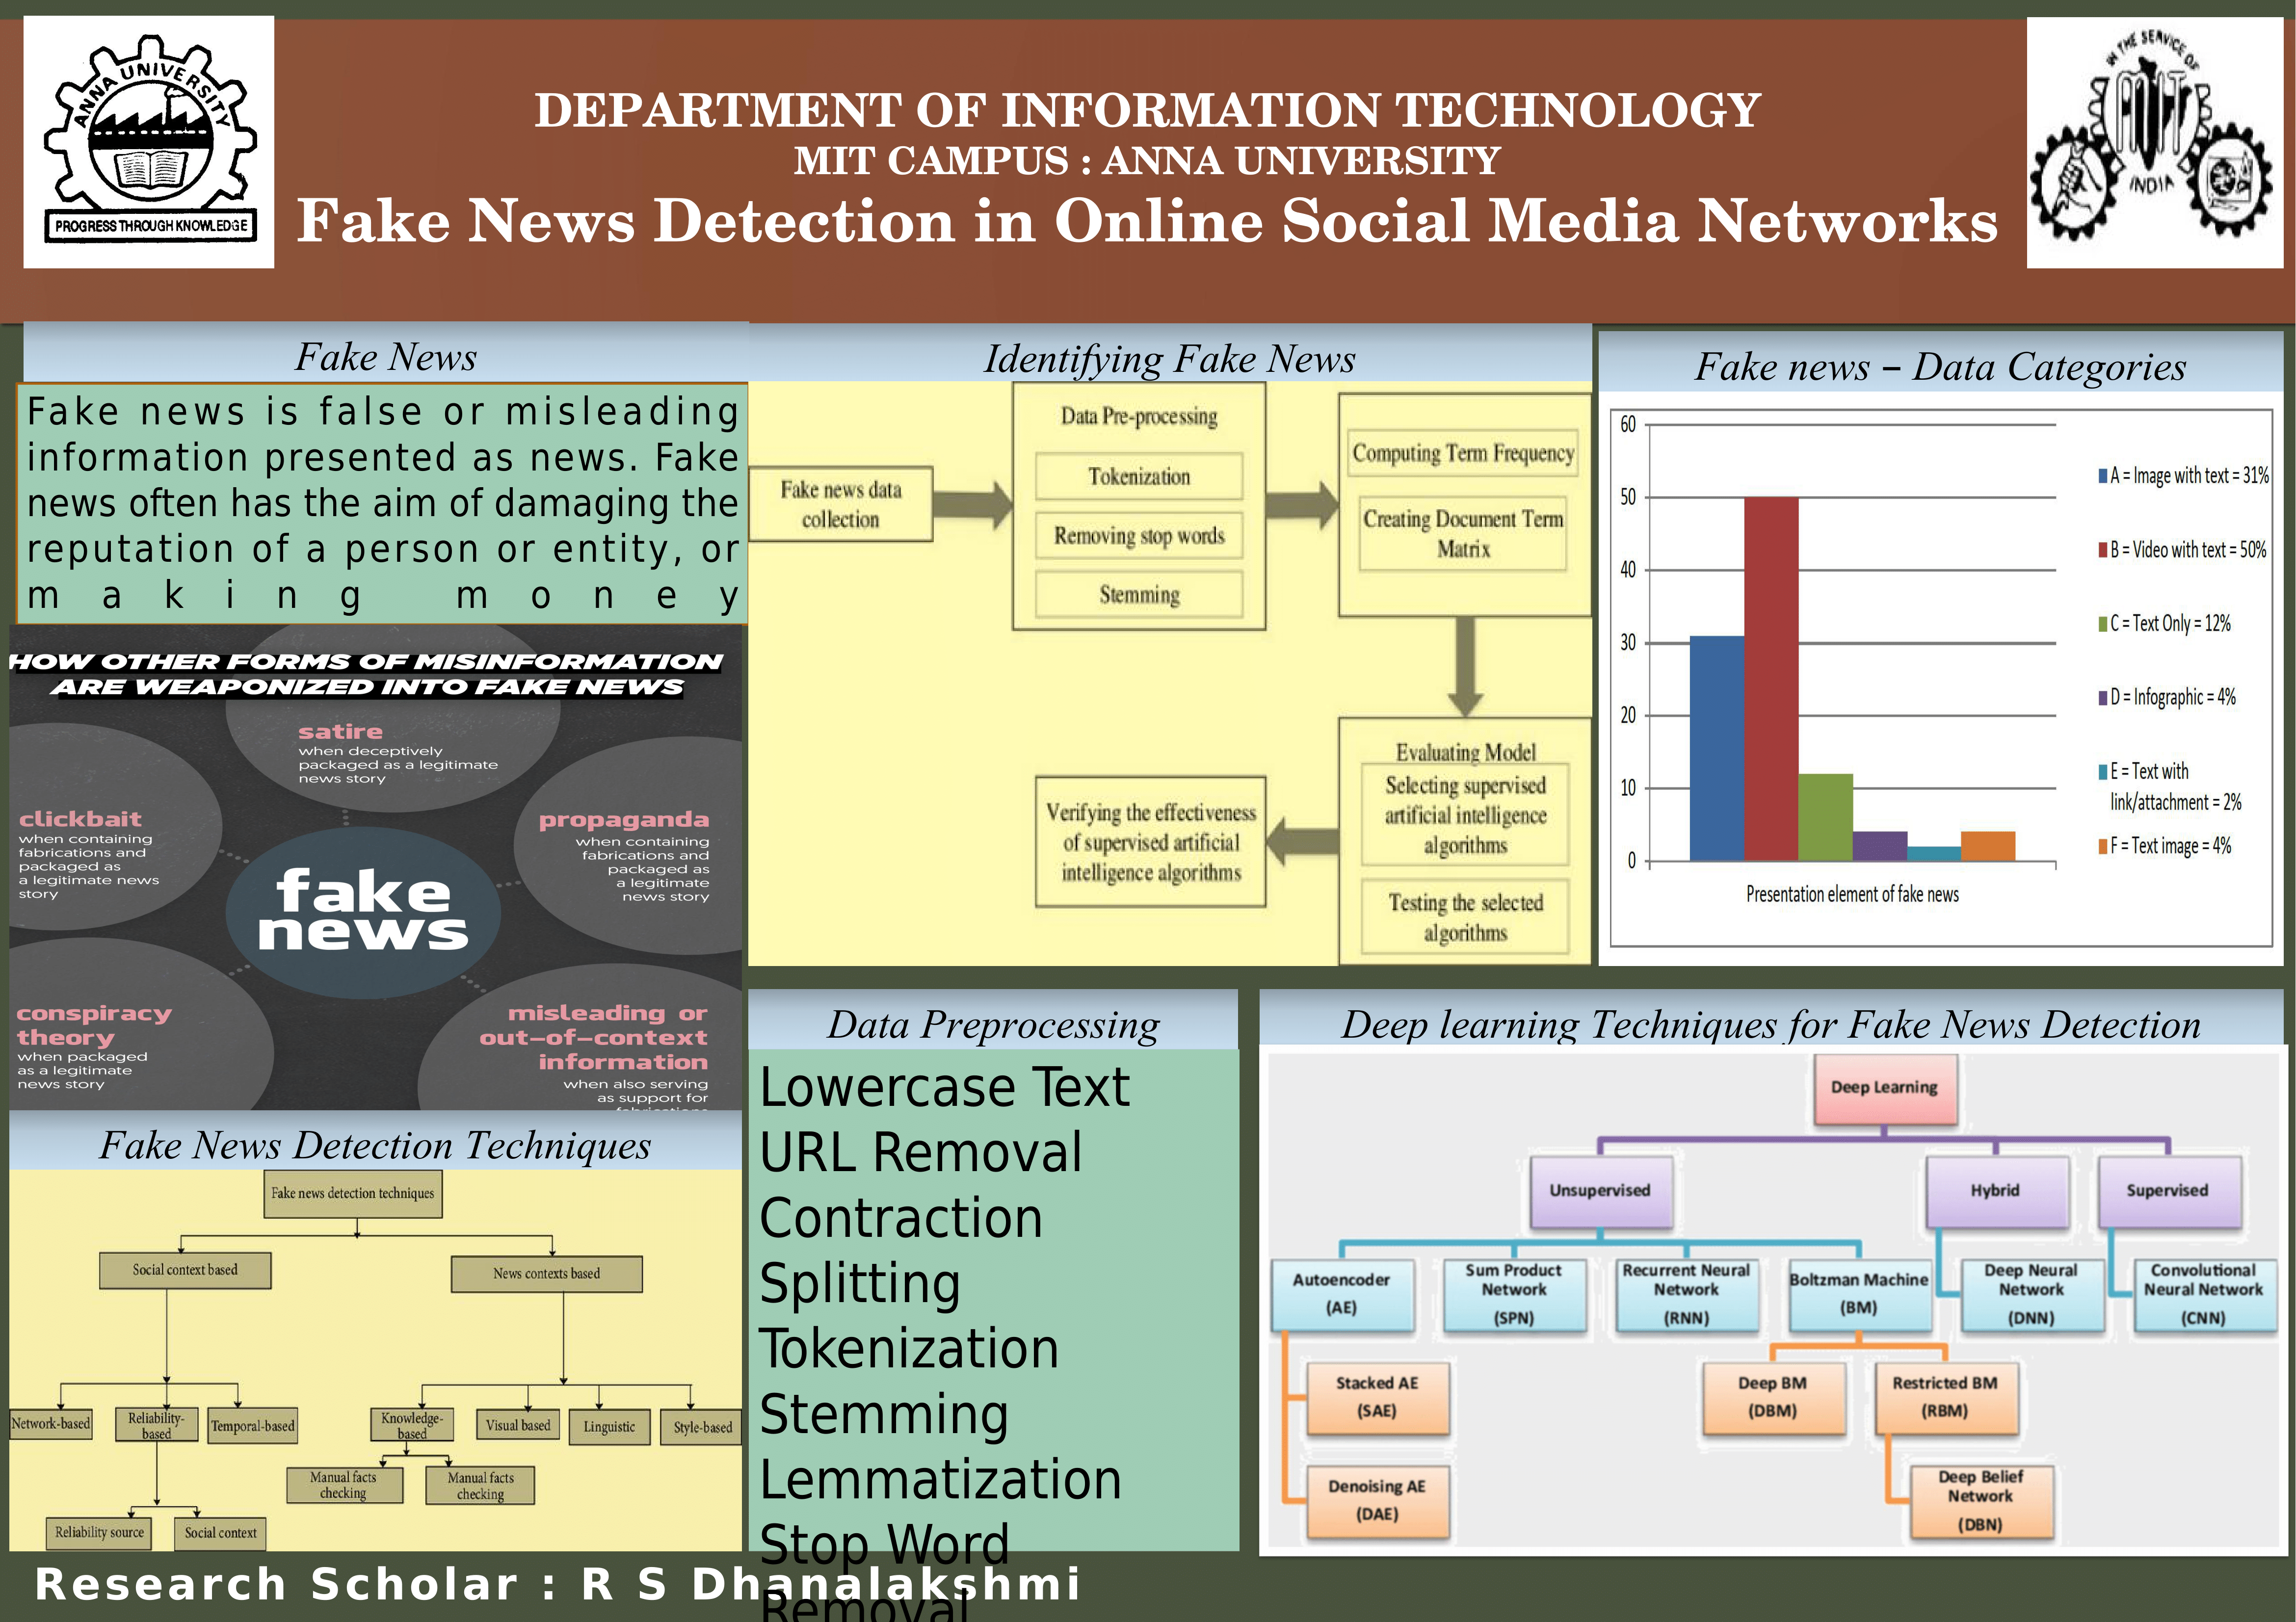 ANNA UNIVERSITY
PROGRESS THROUGH KNOWLEDGE
DEPARTMENT OF INFORMATION TECHNOLOGY
MIT CAMPUS : ANNA UNIVERSITY
Fake News Detection in Online Social Media Networks
IN THE SERVICE OF
MIT
INDIA
Fake News
Fake news is false or misleading
information presented as news. Fake
news often has the aim of damaging the
reputation of a person or entity, or
making money
HOW OTHER FORMS OF MISINFORMATION
ARE WEAPONIZED INTO FAKE NEWS
satire
when deceptively
packaged as a legitimate
news story
clickbait
when containing
fabrications and
packaged as
a legitimate news
story
propaganda
when containing
fabrications and
packaged as
a legitimate
news story
fake
news
conspiracy
theory
when packaged
as a legitimate
news story
misleading or
out-of-context
information
when also serving
as support for
Fake News Detection Techniques
Fake news detection techniques
Social context based
News contexts based
Network-based
Reliability-
based
Temporal-based
Knowledge-
based
Visual based
Linguistic
Style-based
Manual facts
checking
Manual facts
checking
Reliability source
Social context
Identifying Fake News
Fake news data
collection
Data Pre-processing
Tokenization
Removing stop words
Stemming
Computing Term Frequency
Creating Document Term
Matrix
Evaluating Model
Selecting supervised
artificial intelligence
algorithms
Testing the selected
algorithms
Verifying the effectiveness
of supervised artificial
intelligence algorithms
Fake news – Data Categories
60
50
40
30
20
10
0
Presentation element of fake news
A = Image with text = 31%
B = Video with text = 50%
C = Text Only = 12%
D = Infographic = 4%
E = Text with
link/attachment = 2%
F = Text image = 4%
Data Preprocessing
Lowercase Text
URL Removal
Contraction
Splitting
Tokenization
Stemming
Lemmatization
Stop Word
Removal
Deep learning Techniques for Fake News Detection
Deep Learning
Unsupervised
Hybrid
Supervised
Autoencoder
(AE)
Sum Product
Network
(SPN)
Recurrent Neural
Network
(RNN)
Boltzman Machine
(BM)
Deep Neural
Network
(DNN)
Convolutional
Neural Network
(CNN)
Stacked AE
(SAE)
Deep BM
(DBM)
Restricted BM
(RBM)
Denoising AE
(DAE)
Deep Belief
Network
(DBN)
Research Scholar : R S Dhanalakshmi